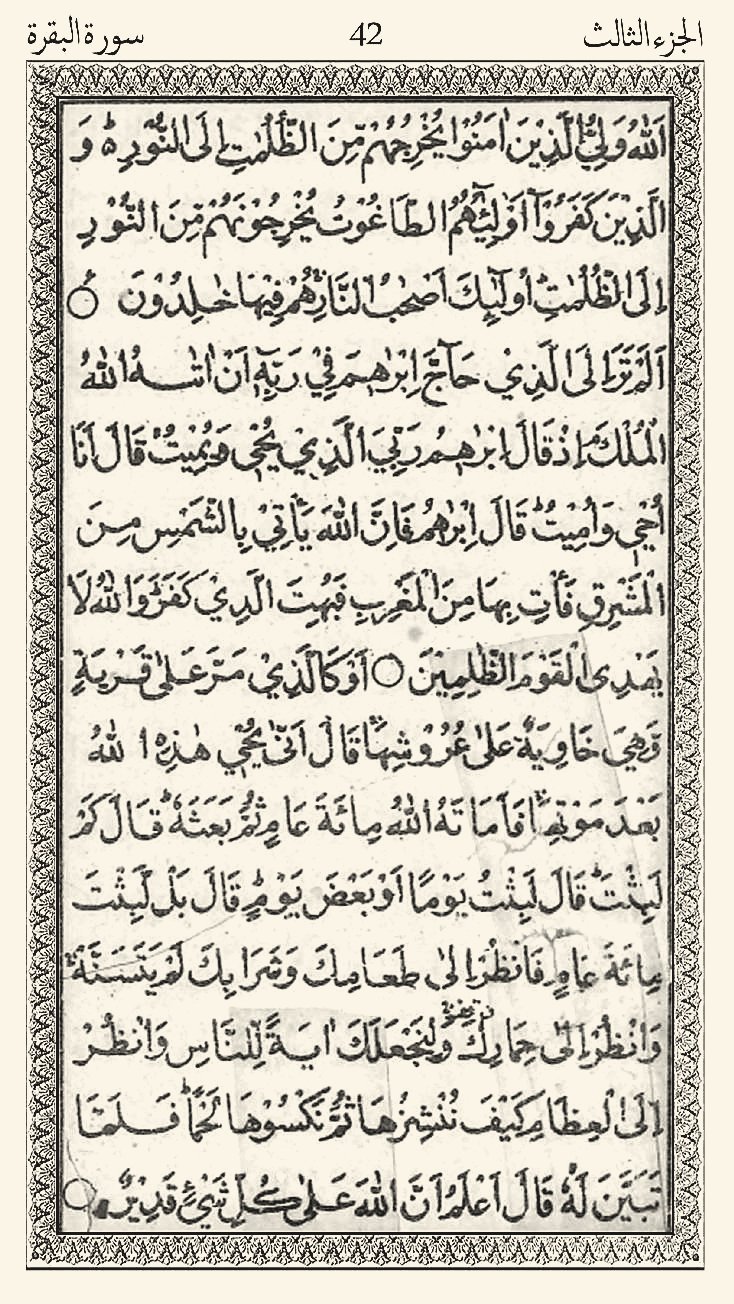 الجزء الثالث 42 سورة البقرة
اَللّٰهُ وَلِيُّ الَّذِيْنَ اٰمَنُوْا يُخْرِجُهُمْ مِّنَ الظُّلُمٰتِ اِلَى النُّوْرِ ؕ۬ وَ
الَّذِيْنَ كَفَرُوْۤا اَوْلِيٰٓئُهُمُ الطَّاغُوْتُ يُخْرِجُوْنَهُمْ مِّنَ النُّوْرِ
اِلَى الظُّلُمٰتِ ؕ اُولٰٓئِكَ اَصْحٰبُ النَّارِ ۚ هُمْ فِيْهَا خٰلِدُوْنَ ۝
اَلَمْ تَرَ اِلَى الَّذِيْ حَآجَّ اِبْرٰهٖمَ فِيْ رَبِّهٖۤ اَنْ اٰتٰىهُ اللّٰهُ
الْمُلْكَ ۘ اِذْ قَالَ اِبْرٰهٖمُ رَبِّيَ الَّذِيْ يُحْيٖ وَيُمِيْتُ ۙ قَالَ اَنَا
اُحْيٖ وَاُمِيْتُ ؕ قَالَ اِبْرٰهٖمُ فَاِنَّ اللّٰهَ يَاْتِيْ بِالشَّمْسِ مِنَ
الْمَشْرِقِ فَاْتِ بِهَا مِنَ الْمَغْرِبِ فَبُهِتَ الَّذِيْ كَفَرَ ؕ وَاللّٰهُ لَا
يَهْدِى الْقَوْمَ الظّٰلِمِيْنَ ۝ اَوْ كَالَّذِيْ مَرَّ عَلٰى قَرْيَةٍ
وَّهِيَ خَاوِيَةٌ عَلٰى عُرُوْشِهَا ۚ قَالَ اَنّٰى يُحْيٖ هٰذِهِ اللّٰهُ
بَعْدَ مَوْتِهَا ۚ فَاَمَاتَهُ اللّٰهُ مِائَةَ عَامٍ ثُمَّ بَعَثَهٗ ؕ قَالَ كَمْ
لَبِثْتَ ؕ قَالَ لَبِثْتُ يَوْمًا اَوْ بَعْضَ يَوْمٍ ؕ قَالَ بَلْ لَّبِثْتَ
مِائَةَ عَامٍ فَانْظُرْ اِلٰى طَعَامِكَ وَشَرَابِكَ لَمْ يَتَسَنَّهْ ۚ
وَانْظُرْ اِلٰى حِمَارِكَ وَلِنَجْعَلَكَ اٰيَةً لِّلنَّاسِ وَانْظُرْ
اِلَى الْعِظَامِ كَيْفَ نُنْشِزُهَا ثُمَّ نَكْسُوْهَا لَحْمًا ؕ فَلَمَّا
تَبَيَّنَ لَهٗ قَالَ اَعْلَمُ اَنَّ اللّٰهَ عَلٰى كُلِّ شَيْءٍ قَدِيْرٌ ۝